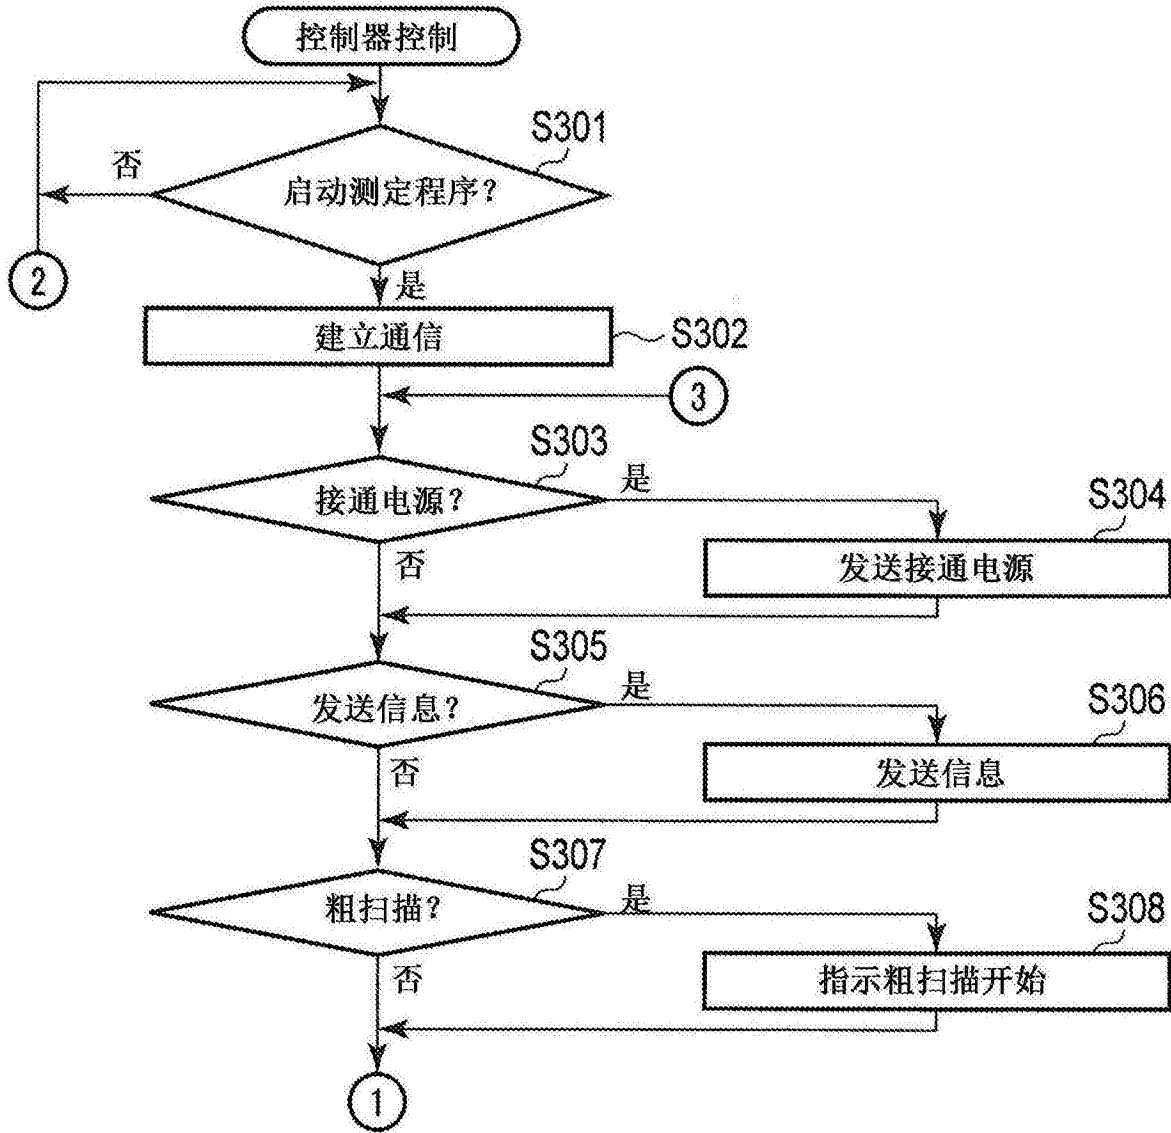 控制器控制
S301
否
启动测定程序?
2
是
建立通信
S302
3
S303
接通电源?
是
S304
否
发送接通电源
S305
发送信息?
是
S306
否
发送信息
S307
粗扫描?
是
S308
否
指示粗扫描开始
1